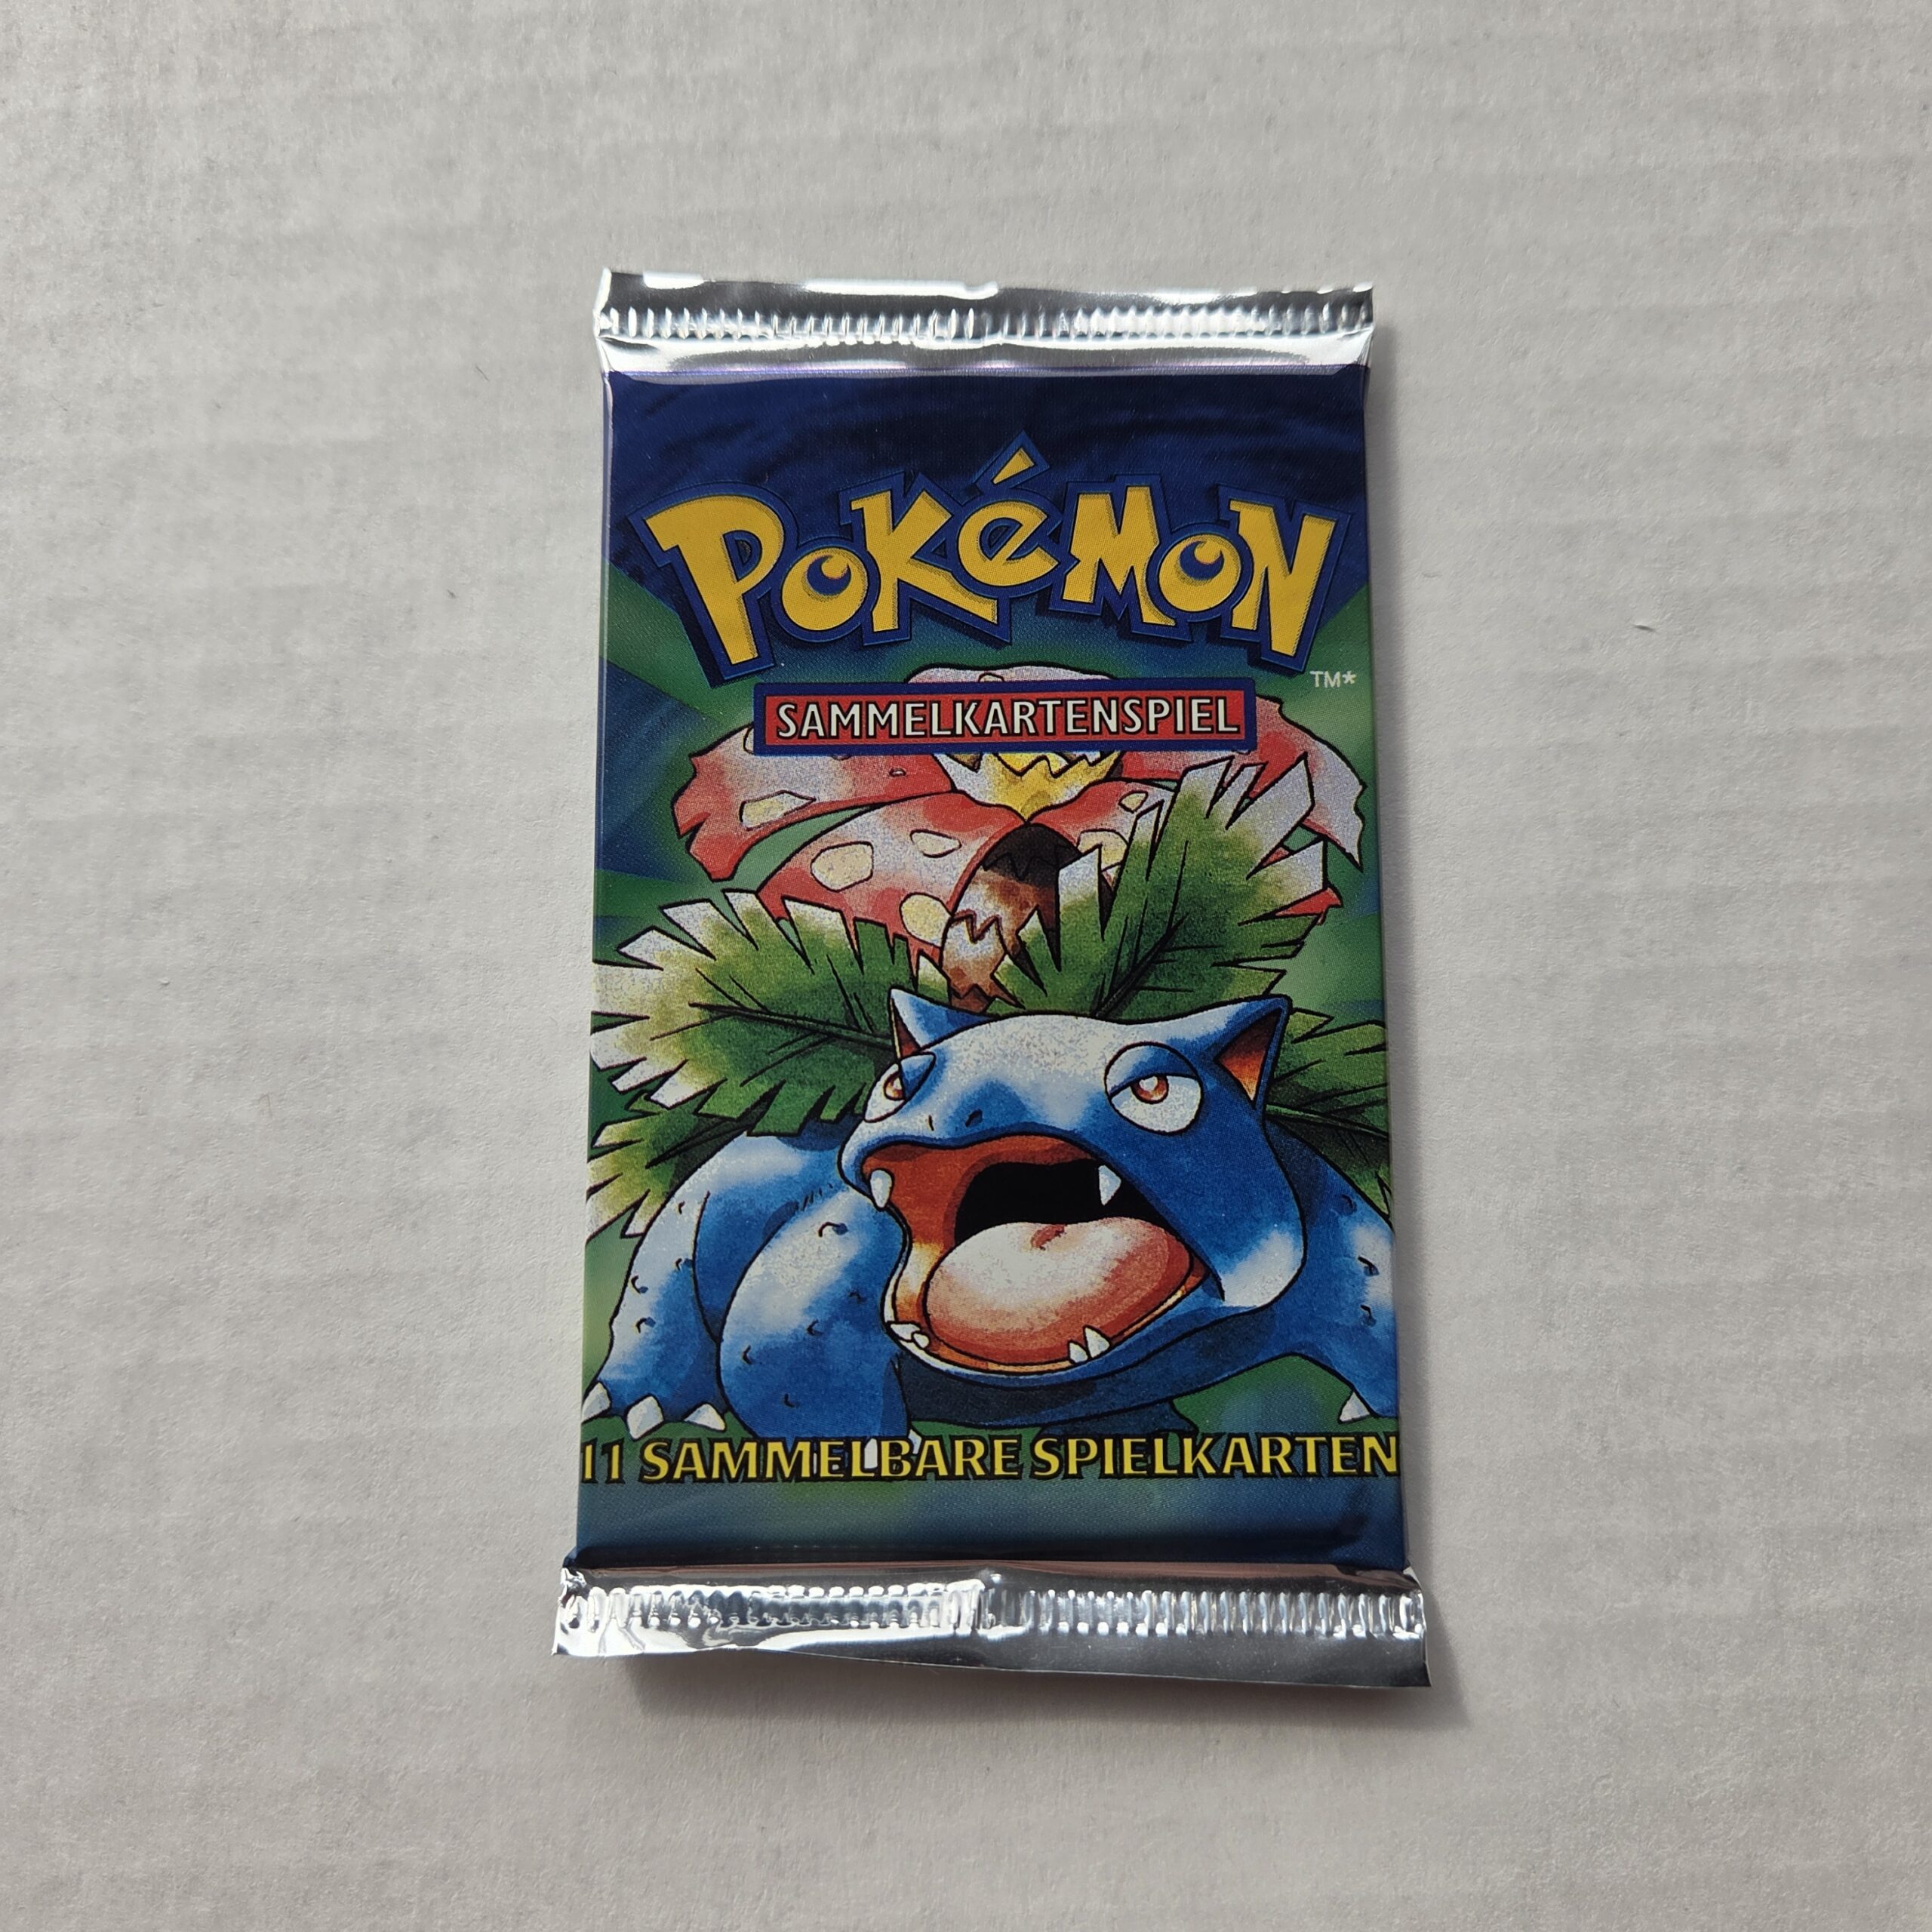 POKéMON
TM*
SAMMELKARTENSPIEL
11 SAMMELBARE SPIELKARTEN